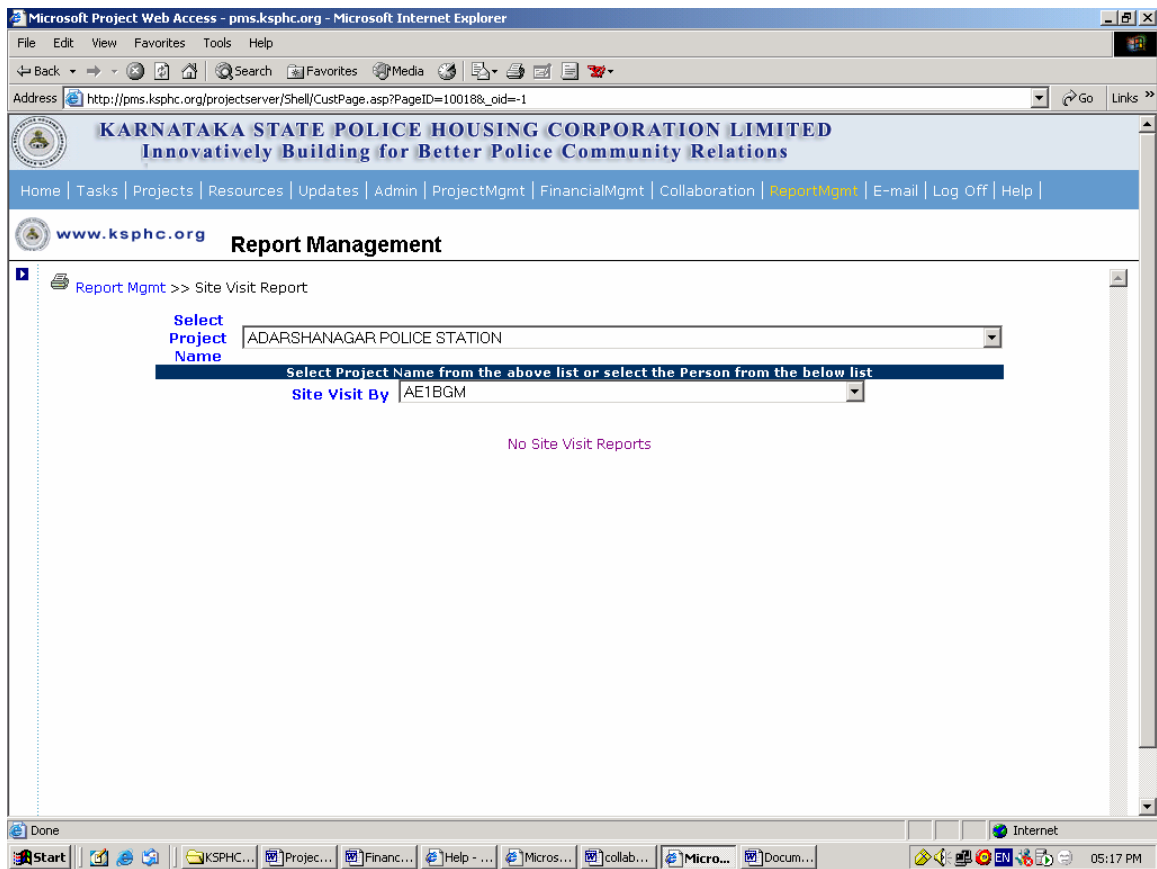 Microsoft Project Web Access - pms.ksphc.org - Microsoft Internet Explorer
File Edit View Favorites Tools Help
Back Search Favorites Media
Address http://pms.ksphc.org/projectserver/Shell/CustPage.asp?PageID=10018&_oid=-1 Go Links »
KARNATAKA STATE POLICE HOUSING CORPORATION LIMITED
Innovatively Building for Better Police Community Relations
Home | Tasks | Projects | Resources | Updates | Admin | ProjectMgmt | FinancialMgmt | Collaboration | ReportMgmt | E-mail | Log Off | Help |
www.ksphc.org Report Management
Report Mgmt >> Site Visit Report
Select
Project ADARSHANAGAR POLICE STATION
Name
Select Project Name from the above list or select the Person from the below list
Site Visit By AE1BGM
No Site Visit Reports
Done Internet
Start KSPHC... Projec... Financ... Help - ... Micros... collab... Micro... Docum... EN 05:17 PM